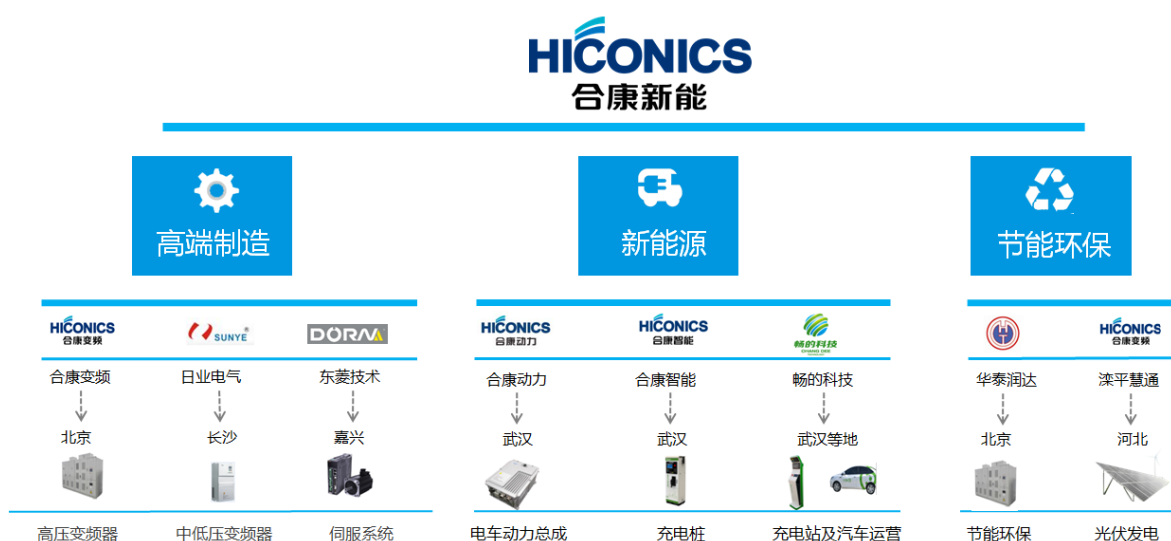 HICONICS
合康新能
高端制造
新能源
节能环保
HICONICS
合康变频
SUNYE®
DORNA
HICONICS
合康动力
HICONICS
合康智能
畅的科技
CHANG DEE
HICONICS
合康变频
合康变频
日业电气
东菱技术
合康动力
合康智能
畅的科技
华泰润达
滦平慧通
北京
长沙
嘉兴
武汉
武汉
武汉等地
北京
河北
高压变频器
中低压变频器
伺服系统
电车动力总成
充电桩
充电站及汽车运营
节能环保
光伏发电